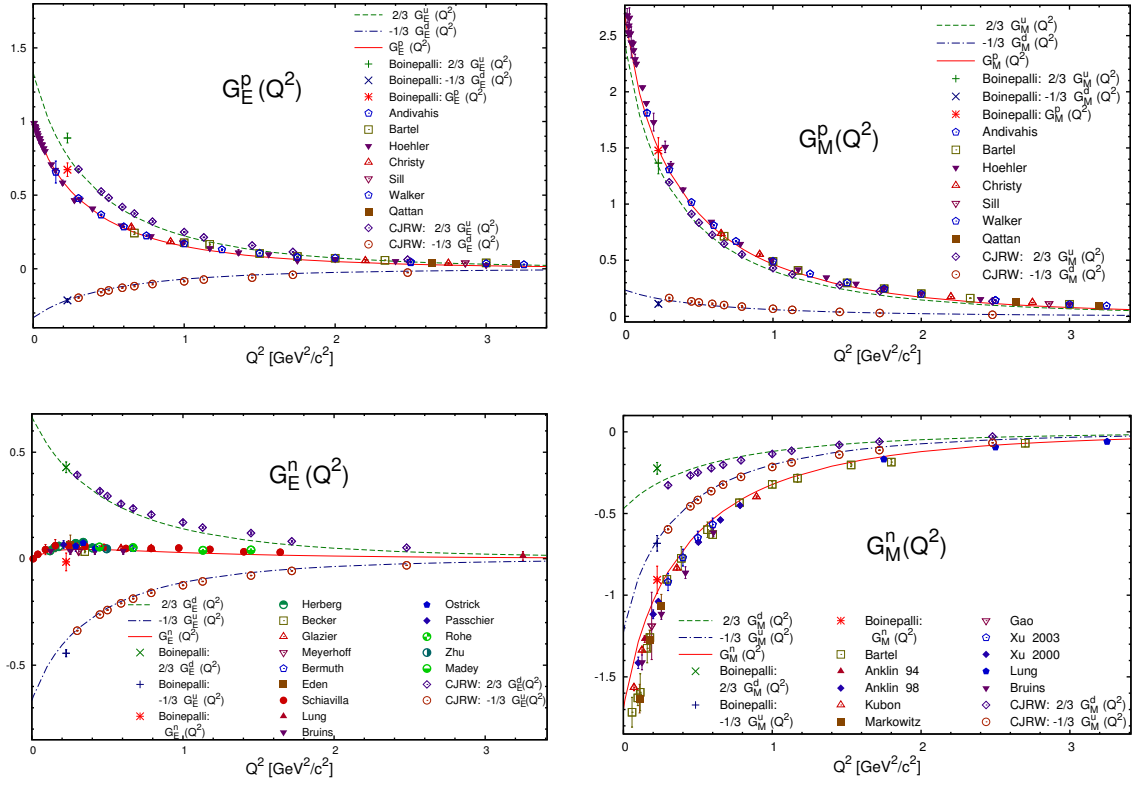 2/3 G_E^u (Q^2)
-1/3 G_E^d (Q^2)
G_E^p (Q^2)
Boinepalli: 2/3 G_E^u (Q^2)
Boinepalli: -1/3 G_E^d (Q^2)
Boinepalli: G_E^p (Q^2)
Andivahis
Bartel
Hoehler
Christy
Sill
Walker
Qattan
CJRW: 2/3 G_E^u (Q^2)
CJRW: -1/3 G_E^d (Q^2)
G_E^p (Q^2)
1.5
1
0.5
0
0 1 2 3
Q^2 [GeV^2/c^2]
2/3 G_M^u (Q^2)
-1/3 G_M^d (Q^2)
G_M^p (Q^2)
Boinepalli: 2/3 G_M^u (Q^2)
Boinepalli: -1/3 G_M^d (Q^2)
Boinepalli: G_M^p (Q^2)
Andivahis
Bartel
Hoehler
Christy
Sill
Walker
Qattan
CJRW: 2/3 G_M^u (Q^2)
CJRW: -1/3 G_M^d (Q^2)
G_M^p(Q^2)
2.5
2
1.5
1
0.5
0
0 1 2 3
Q^2 [GeV^2/c^2]
G_E^n (Q^2)
0.5
0
-0.5
2/3 G_E^d (Q^2)
-1/3 G_E^u (Q^2)
G_E^n (Q^2)
Boinepalli:
2/3 G_E^d (Q^2)
Boinepalli:
-1/3 G_E^u (Q^2)
Boinepalli:
G_E^n (Q^2)
Herberg
Becker
Glazier
Meyerhoff
Bermuth
Eden
Schiavilla
Lung
Bruins
Ostrick
Passchier
Rohe
Zhu
Madey
CJRW: 2/3 G_E^d(Q^2)
CJRW: -1/3 G_E^u(Q^2)
0 1 2 3
Q^2 [GeV^2/c^2]
G_M^n(Q^2)
0
-0.5
-1
-1.5
2/3 G_M^d (Q^2)
-1/3 G_M^u (Q^2)
G_M^n (Q^2)
Boinepalli:
2/3 G_M^d (Q^2)
Boinepalli:
-1/3 G_M^u (Q^2)
Boinepalli:
G_M^n (Q^2)
Bartel
Anklin 94
Anklin 98
Kubon
Markowitz
Gao
Xu 2003
Xu 2000
Lung
Bruins
CJRW: 2/3 G_M^d (Q^2)
CJRW: -1/3 G_M^u (Q^2)
0 1 2 3
Q^2 [GeV^2/c^2]